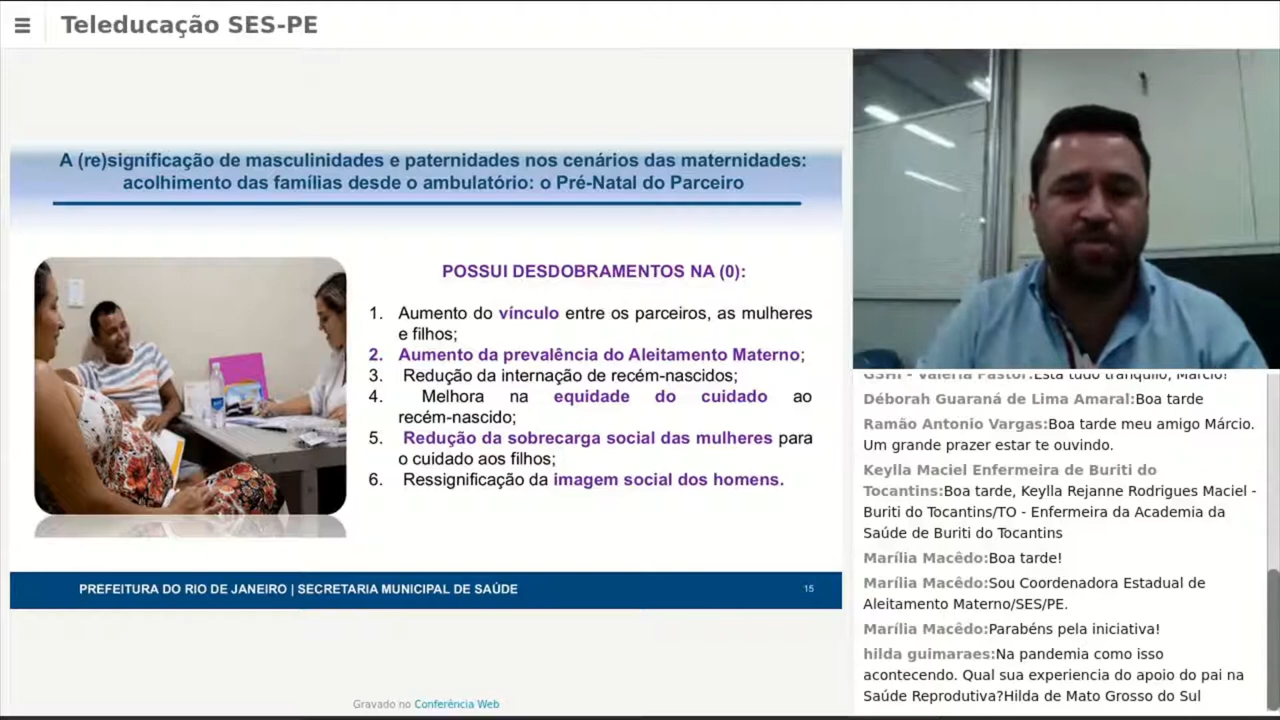 Teleducação SES-PE
A (re)significação de masculinidades e paternidades nos cenários das maternidades:
acolhimento das famílias desde o ambulatório: o Pré-Natal do Parceiro
POSSUI DESDOBRAMENTOS NA (0):
1. Aumento do vínculo entre os parceiros, as mulheres
e filhos;
2. Aumento da prevalência do Aleitamento Materno;
3. Redução da internação de recém-nascidos;
4. Melhora na equidade do cuidado ao
recém-nascido;
5. Redução da sobrecarga social das mulheres para
o cuidado aos filhos;
6. Ressignificação da imagem social dos homens.
PREFEITURA DO RIO DE JANEIRO | SECRETARIA MUNICIPAL DE SAÚDE
15
Gravado no Conferência Web
GSHI - Valéria Pastor:Está tudo tranquilo, Márcio!
Déborah Guaraná de Lima Amaral:Boa tarde
Ramão Antonio Vargas:Boa tarde meu amigo Márcio.
Um grande prazer estar te ouvindo.
Keylla Maciel Enfermeira de Buriti do
Tocantins:Boa tarde, Keylla Rejanne Rodrigues Maciel -
Buriti do Tocantins/TO - Enfermeira da Academia da
Saúde de Buriti do Tocantins
Marília Macêdo:Boa tarde!
Marília Macêdo:Sou Coordenadora Estadual de
Aleitamento Materno/SES/PE.
Marília Macêdo:Parabéns pela iniciativa!
hilda guimaraes:Na pandemia como isso
acontecendo. Qual sua experiencia do apoio do pai na
Saúde Reprodutiva?Hilda de Mato Grosso do Sul